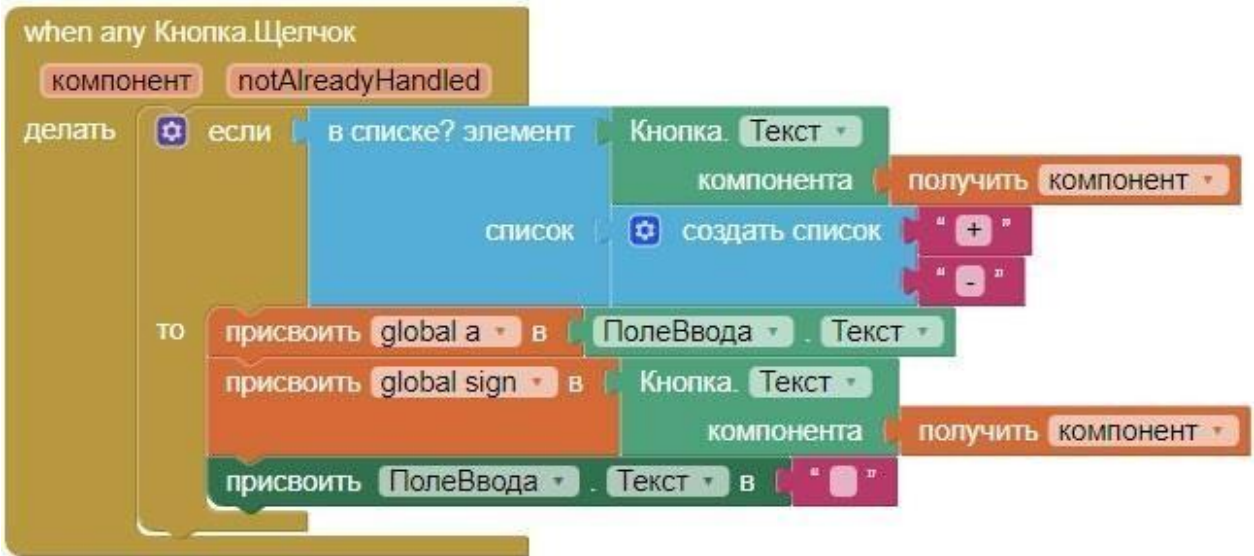 when any Кнопка.Щелчок
компонент notAlreadyHandled
делать если в списке? элемент Кнопка. Текст
компонента получить компонент
список создать список " + "
" - "
то присвоить global a в ПолеВвода . Текст
присвоить global sign в Кнопка. Текст
компонента получить компонент
присвоить ПолеВвода . Текст в " "